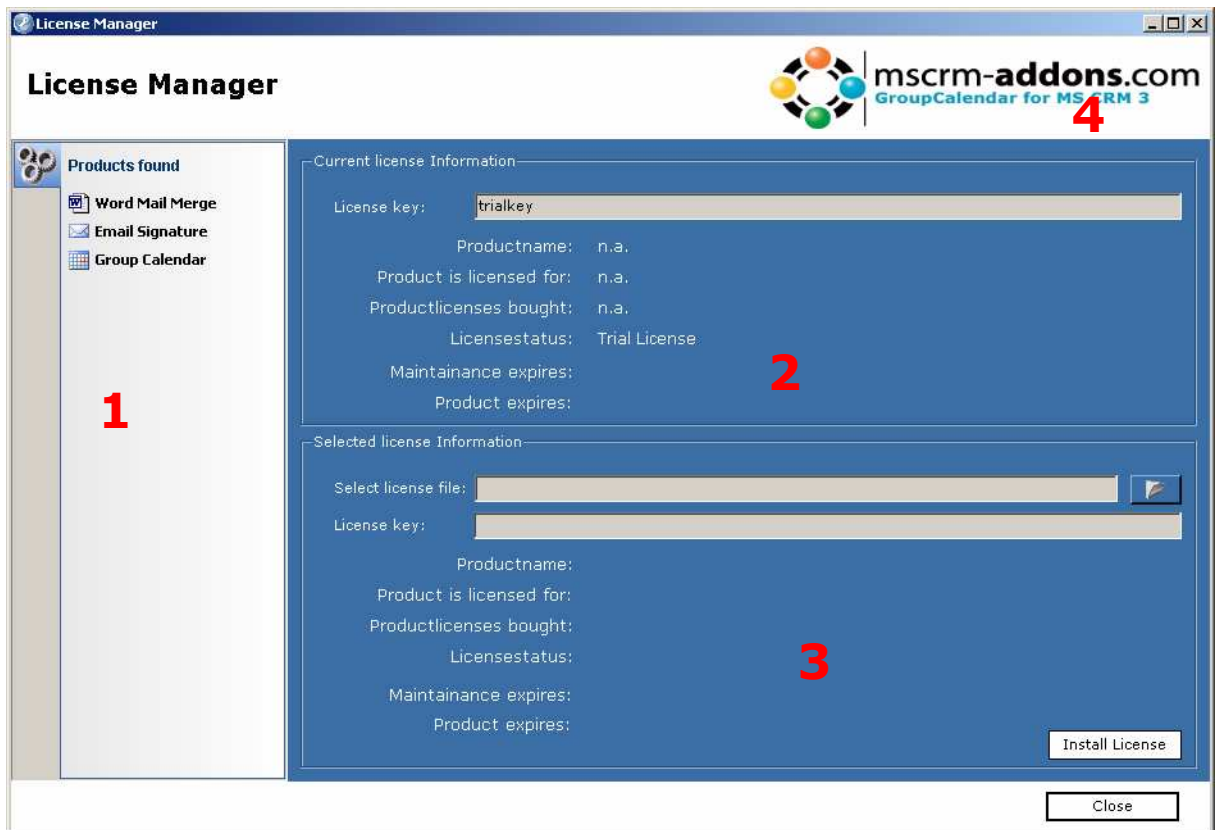 License Manager
License Manager
mscrm-addons.com
GroupCalendar for MS CRM 3
4
Products found
Word Mail Merge
Email Signature
Group Calendar
1
Current license Information
License key: trialkey
Productname: n.a.
Product is licensed for: n.a.
Productlicenses bought: n.a.
Licensestatus: Trial License
Maintainance expires:
2
Product expires:
Selected license Information
Select license file:
License key:
Productname:
Product is licensed for:
Productlicenses bought:
Licensestatus:
3
Maintainance expires:
Product expires:
Install License
Close